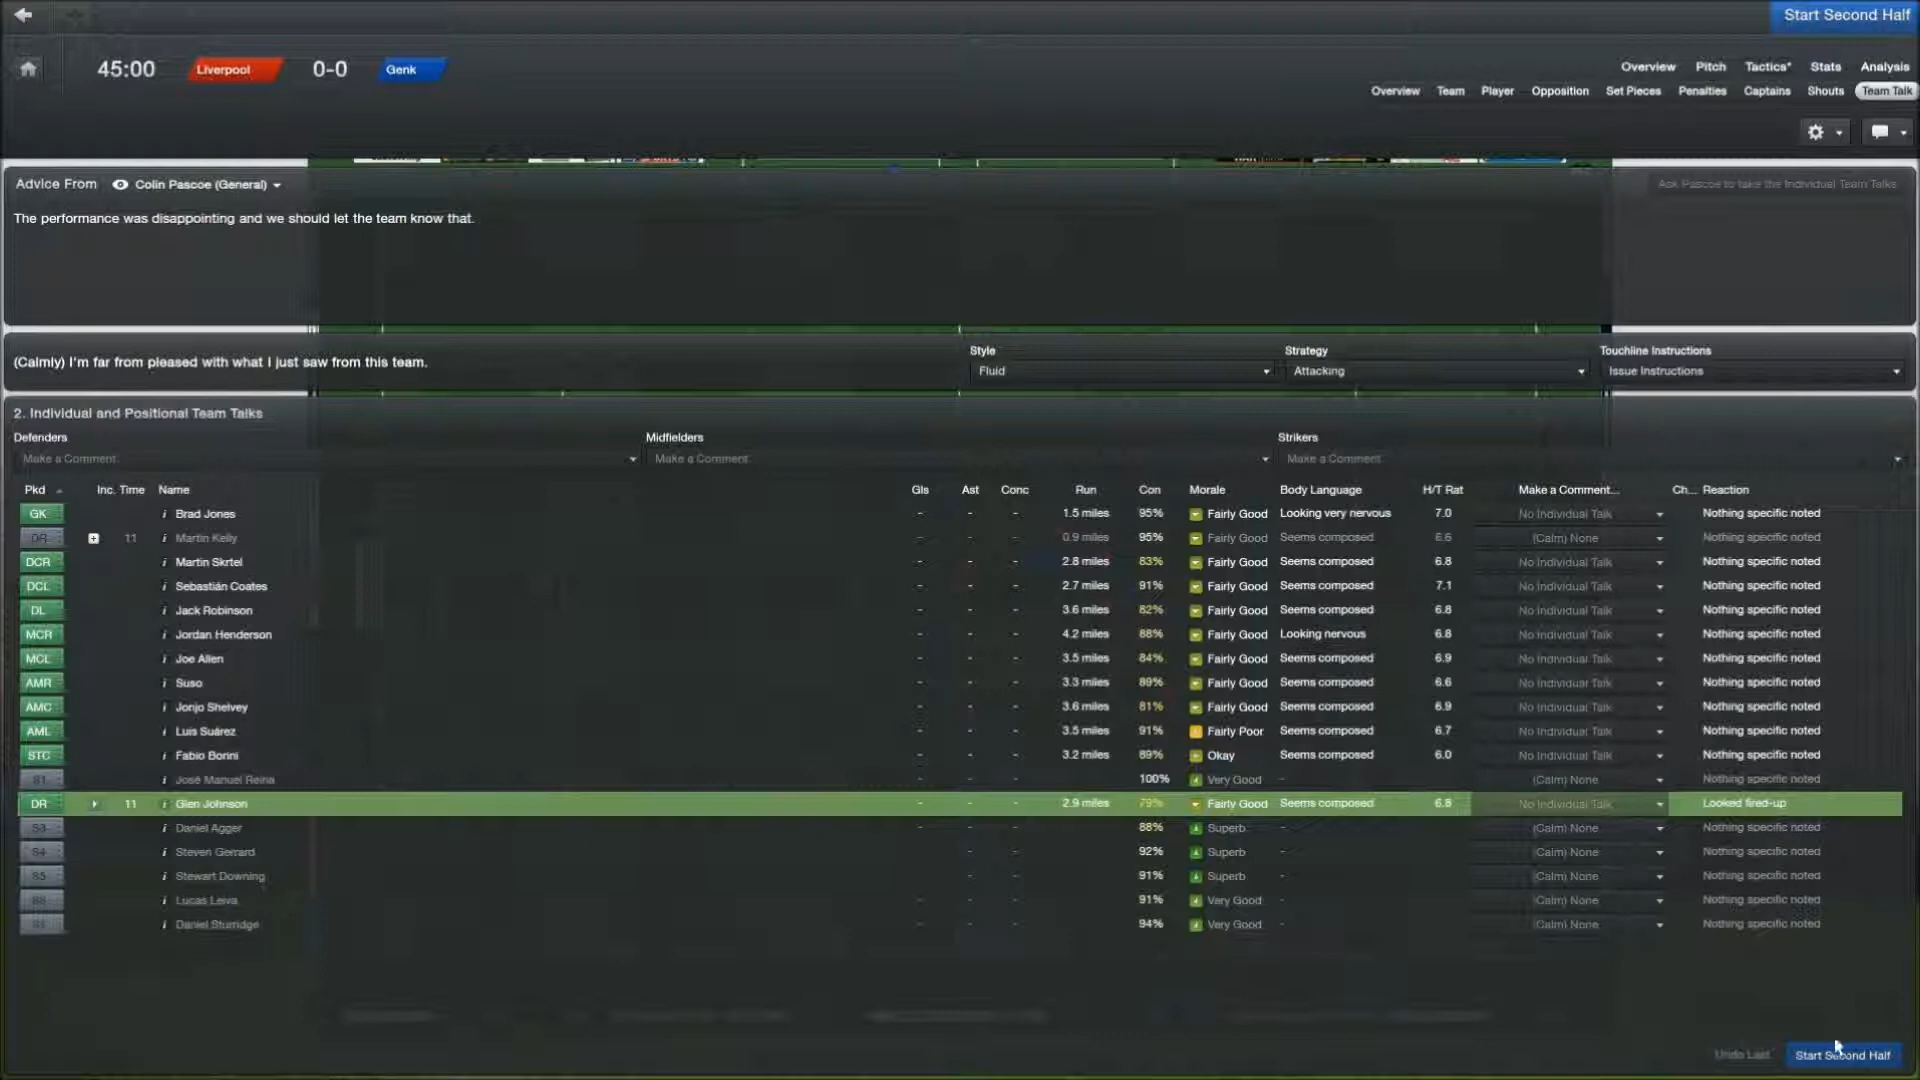 Start Second Half
45:00 Liverpool 0-0 Genk
Overview Pitch Tactics* Stats Analysis
Overview Team Player Opposition Set Pieces Penalties Captains Shouts Team Talk
Advice From Colin Pascoe (General) Ask Pascoe to take the Individual Team Talks
The performance was disappointing and we should let the team know that.
Style Strategy Touchline Instructions
(Calmly) I'm far from pleased with what I just saw from this team.
Fluid Attacking Issue Instructions
2. Individual and Positional Team Talks
Defenders Midfielders Strikers
Make a Comment Make a Comment Make a Comment
Pkd Inc. Time Name Gls Ast Conc Run Con Morale Body Language H/T Rat Make a Comment... Ch... Reaction
GK i Brad Jones - - - 1.5 miles 95% Fairly Good Looking very nervous 7.0 No Individual Talk Nothing specific noted
DR 11 i Martin Kelly - - - 0.9 miles 95% Fairly Good Seems composed 6.6 (Calm) None Nothing specific noted
DCR i Martin Skrtel - - - 2.8 miles 83% Fairly Good Seems composed 6.8 No Individual Talk Nothing specific noted
DCL i Sebastián Coates - - - 2.7 miles 91% Fairly Good Seems composed 7.1 No Individual Talk Nothing specific noted
DL i Jack Robinson - - - 3.6 miles 82% Fairly Good Seems composed 6.8 No Individual Talk Nothing specific noted
MCR i Jordan Henderson - - - 4.2 miles 88% Fairly Good Looking nervous 6.8 No Individual Talk Nothing specific noted
MCL i Joe Allen - - - 3.5 miles 84% Fairly Good Seems composed 6.9 No Individual Talk Nothing specific noted
AMR i Suso - - - 3.3 miles 89% Fairly Good Seems composed 6.6 No Individual Talk Nothing specific noted
AMC i Jonjo Shelvey - - - 3.6 miles 81% Fairly Good Seems composed 6.9 No Individual Talk Nothing specific noted
AML i Luis Suárez - - - 3.5 miles 91% Fairly Poor Seems composed 6.7 No Individual Talk Nothing specific noted
STC i Fabio Borini - - - 3.2 miles 89% Okay Seems composed 6.0 No Individual Talk Nothing specific noted
S1 i José Manuel Reina - - 100% Very Good - (Calm) None Nothing specific noted
DR 11 i Glen Johnson - - - 2.9 miles 79% Fairly Good Seems composed 6.8 No Individual Talk Looked fired-up
S3 i Daniel Agger - - - 88% Superb - (Calm) None Nothing specific noted
S4 i Steven Gerrard - - 92% Superb - (Calm) None Nothing specific noted
S5 i Stewart Downing - - 91% Superb - (Calm) None Nothing specific noted
i Lucas Leiva - - - 91% Very Good - (Calm) None Nothing specific noted
i Daniel Sturridge - - - 94% Very Good - (Calm) None Nothing specific noted
Undo Last Start Second Half